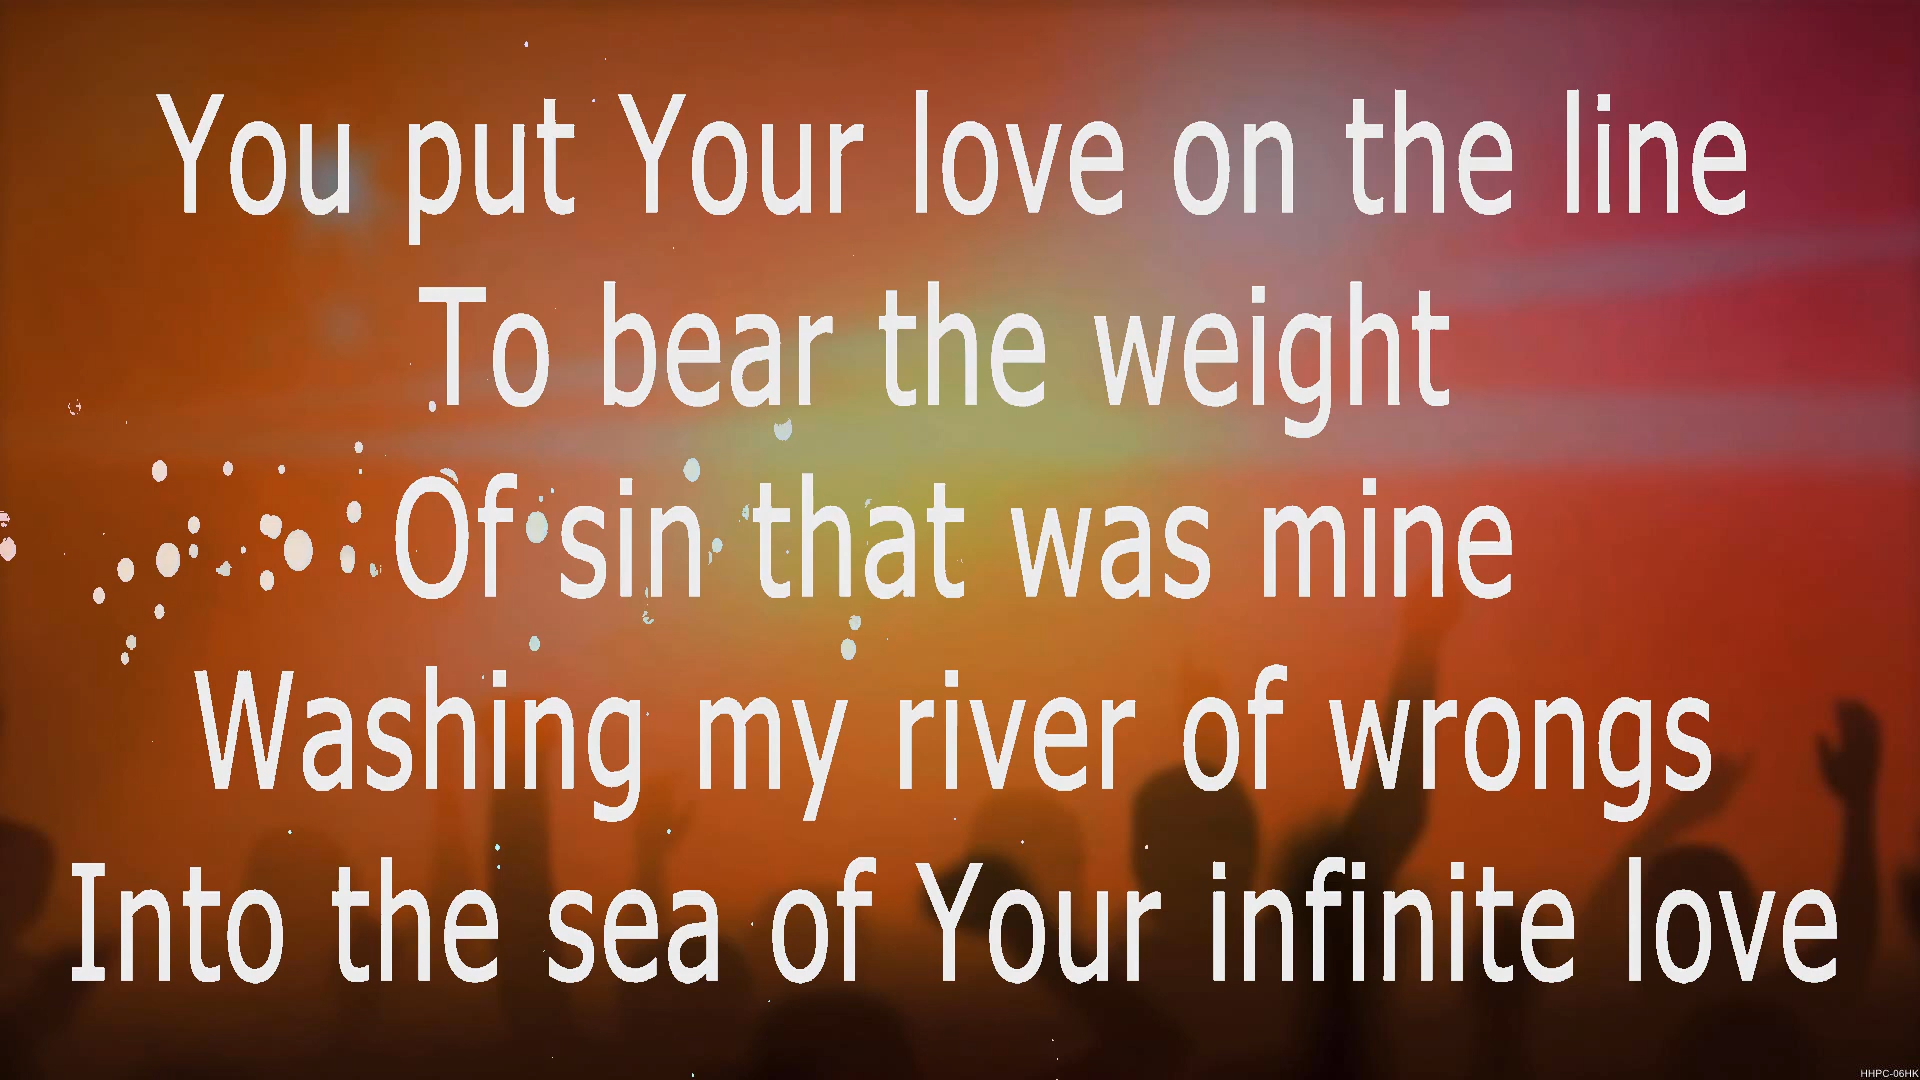 You put Your love on the line
To bear the weight
Of sin that was mine
Washing my river of wrongs
Into the sea of Your infinite love
HHPC-06HK